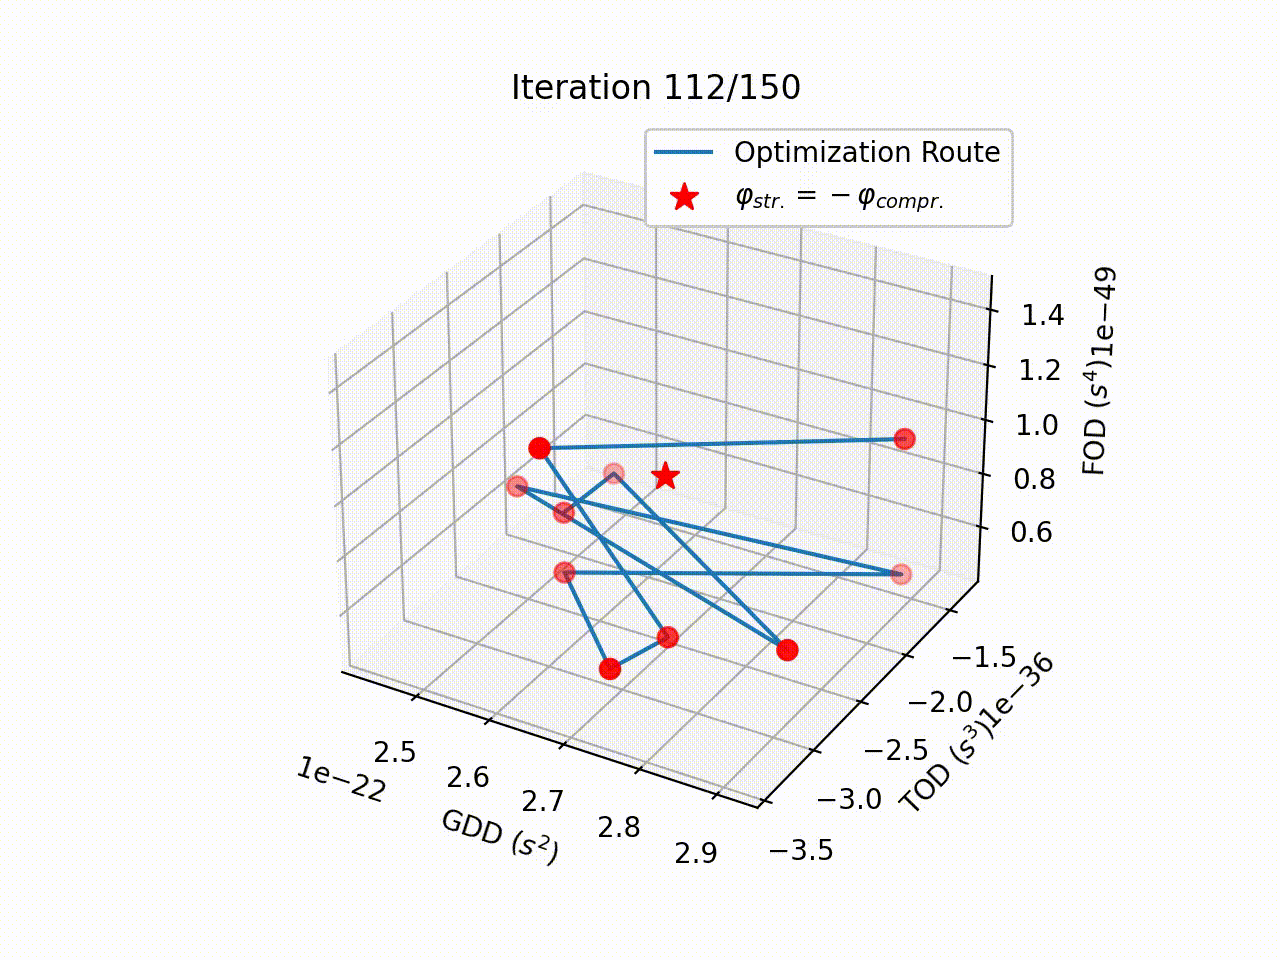 Iteration 112/150
Optimization Route
φstr. = −φcompr.
1.4
1.2
1.0
0.8
0.6
FOD (s⁴)1e−49
−1.5
−2.0
−2.5
−3.0
−3.5
TOD (s³)1e−36
2.5
2.6
2.7
2.8
2.9
1e−22
GDD (s²)